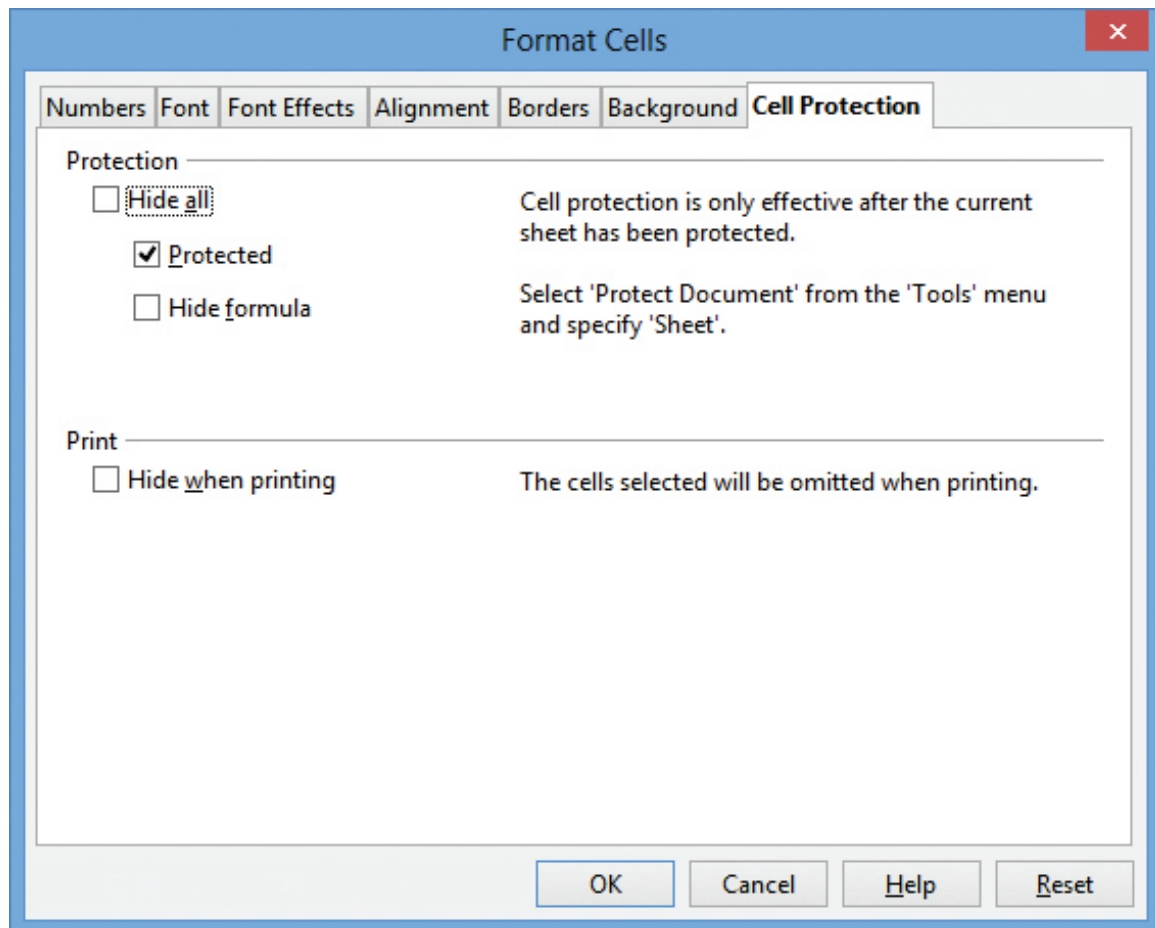 Format Cells
Numbers Font Font Effects Alignment Borders Background Cell Protection
Protection
Hide all
Cell protection is only effective after the current
sheet has been protected.
Protected
Hide formula
Select 'Protect Document' from the 'Tools' menu
and specify 'Sheet'.
Print
Hide when printing
The cells selected will be omitted when printing.
OK Cancel Help Reset